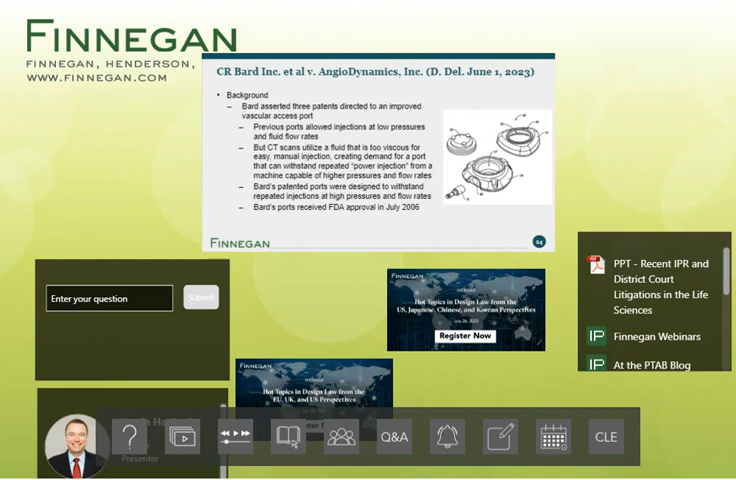 FINNEGAN
FINNEGAN, HENDERSON,
WWW.FINNEGAN.COM
CR Bard Inc. et al v. AngioDynamics, Inc. (D. Del. June 1, 2023)
• Background
– Bard asserted three patents directed to an improved
vascular access port
– Previous ports allowed injections at low pressures
and fluid flow rates
– But CT scans utilize a fluid that is too viscous for
easy, manual injection, creating demand for a port
that can withstand repeated "power injection" from a
machine capable of higher pressures and flow rates
– Bard's patented ports were designed to withstand
repeated injections at high pressures and flow rates
– Bard's ports received FDA approval in July 2006
FINNEGAN
24
Enter your question
Submit
FINNEGAN
WEBINAR
Hot Topics in Design Law from the
US, Japanese, Chinese, and Korean Perspectives
July 26, 2023
Register Now
PDF
PPT - Recent IPR and
District Court
Litigations in the Life
Sciences
IP
Finnegan Webinars
IP
At the PTAB Blog
FINNEGAN
WEBINAR
Hot Topics in Design Law from the
EU, UK, and US Perspectives
Presenter
?
Q&A
CLE